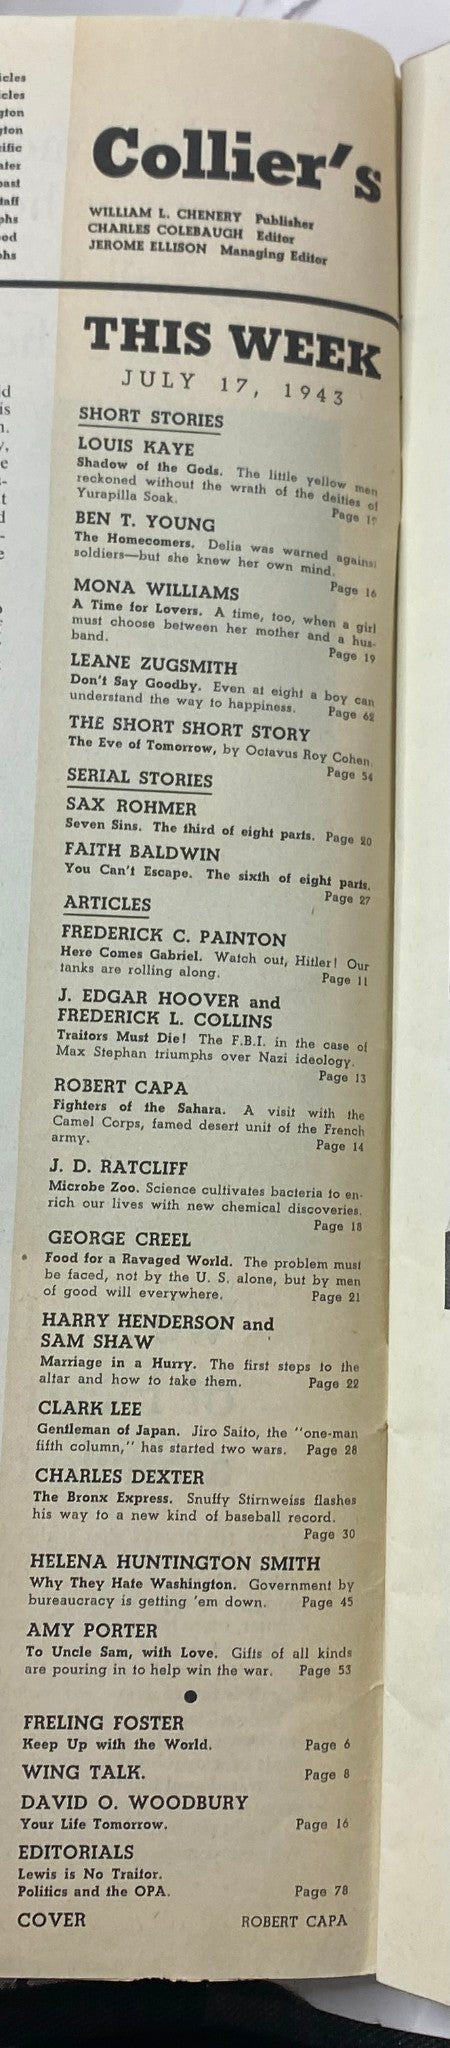 icles
cles
gton
gton
cific
ater
oast
taff
phs
ood
phs
Collier's
WILLIAM L. CHENERY Publisher
CHARLES COLEBAUGH Editor
JEROME ELLISON Managing Editor
THIS WEEK
JULY 17, 1943
SHORT STORIES
LOUIS KAYE
Shadow of the Gods. The little yellow men
reckoned without the wrath of the deities of
Yurapilla Soak. Page
BEN T. YOUNG
The Homecomers. Delia was warned against
soldiers—but she knew her own mind.
Page 16
MONA WILLIAMS
A Time for Lovers. A time, too, when a girl
must choose between her mother and a hus-
band. Page 19
LEANE ZUGSMITH
Don't Say Goodby. Even at eight a boy can
understand the way to happiness. Page 62
THE SHORT SHORT STORY
The Eve of Tomorrow, by Octavus Roy Cohen.
Page 54
SERIAL STORIES
SAX ROHMER
Seven Sins. The third of eight parts. Page 20
FAITH BALDWIN
You Can't Escape. The sixth of eight parts.
Page 27
ARTICLES
FREDERICK C. PAINTON
Here Comes Gabriel. Watch out, Hitler! Our
tanks are rolling along. Page 11
J. EDGAR HOOVER and
FREDERICK L. COLLINS
Traitors Must Die! The F.B.I. in the case of
Max Stephan triumphs over Nazi ideology.
Page 13
ROBERT CAPA
Fighters of the Sahara. A visit with the
Camel Corps, famed desert unit of the French
army. Page 14
J. D. RATCLIFF
Microbe Zoo. Science cultivates bacteria to en-
rich our lives with new chemical discoveries.
Page 18
GEORGE CREEL
Food for a Ravaged World. The problem must
be faced, not by the U. S. alone, but by men
of good will everywhere. Page 21
HARRY HENDERSON and
SAM SHAW
Marriage in a Hurry. The first steps to the
altar and how to take them. Page 22
CLARK LEE
Gentleman of Japan. Jiro Saito, the "one-man
fifth column," has started two wars. Page 28
CHARLES DEXTER
The Bronx Express. Snuffy Stirnweiss flashes
his way to a new kind of baseball record.
Page 30
HELENA HUNTINGTON SMITH
Why They Hate Washington. Government by
bureaucracy is getting 'em down. Page 45
AMY PORTER
To Uncle Sam, with Love. Gifts of all kinds
are pouring in to help win the war. Page 53
FRELING FOSTER
Keep Up with the World. Page 6
WING TALK. Page 8
DAVID O. WOODBURY
Your Life Tomorrow. Page 16
EDITORIALS
Lewis is No Traitor.
Politics and the OPA. Page 78
COVER ROBERT CAPA